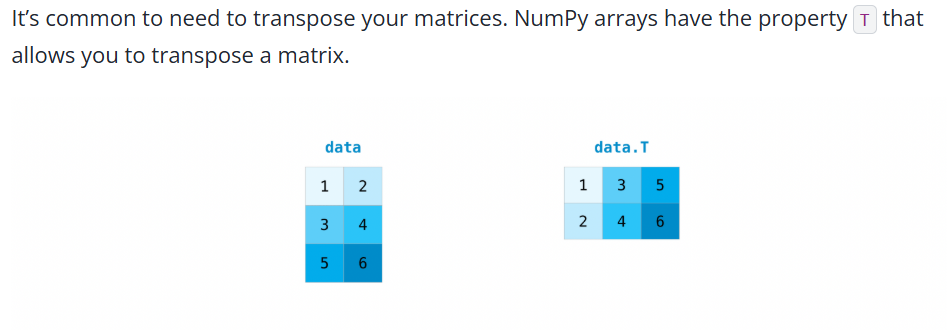 It’s common to need to transpose your matrices. NumPy arrays have the property T that
allows you to transpose a matrix.
data
1 2
3 4
5 6
data.T
1 3 5
2 4 6